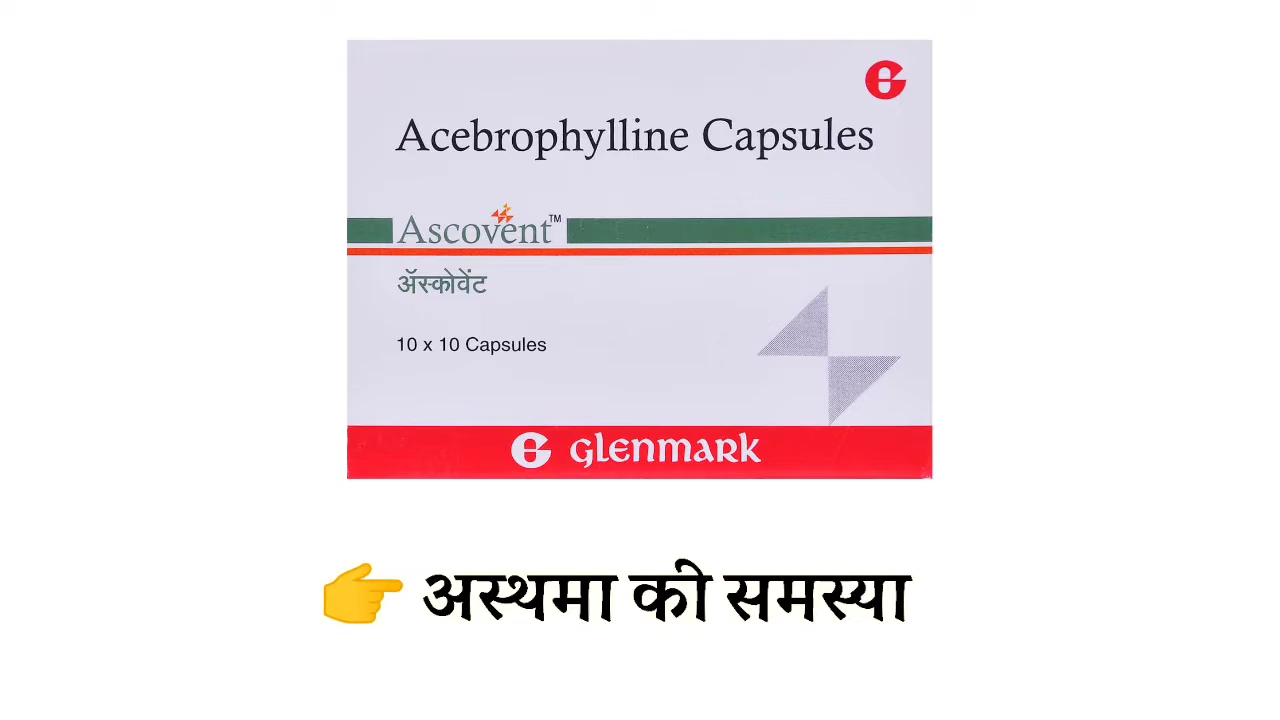 Acebrophylline Capsules
Ascovent™
ॲस्कोवेंट
10 x 10 Capsules
Glenmark
👉 अस्थमा की समस्या